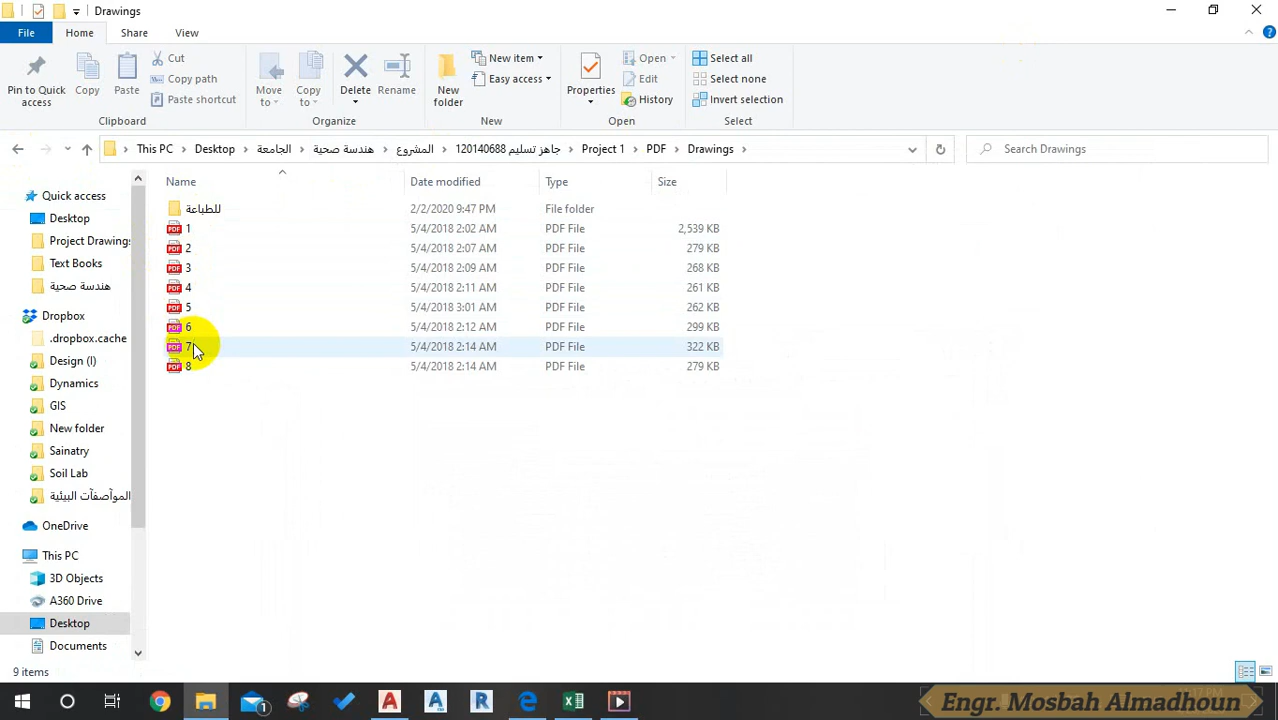 Drawings
File
Home
Share
View
Pin to Quick access
Copy
Paste
Cut
Copy path
Paste shortcut
Clipboard
Move to
Copy to
Delete
Rename
Organize
New folder
New item
Easy access
New
Properties
Open
Edit
History
Open
Select all
Select none
Invert selection
Select
This PC
Desktop
الجامعة
هندسة صحية
المشروع
جاهز تسليم 120140688
Project 1
PDF
Drawings
Search Drawings
Name Date modified Type Size
للطباعة 2/2/2020 9:47 PM File folder
1 5/4/2018 2:02 AM PDF File 2,539 KB
2 5/4/2018 2:07 AM PDF File 279 KB
3 5/4/2018 2:09 AM PDF File 268 KB
4 5/4/2018 2:11 AM PDF File 261 KB
5 5/4/2018 3:01 AM PDF File 262 KB
6 5/4/2018 2:12 AM PDF File 299 KB
7 5/4/2018 2:14 AM PDF File 322 KB
8 5/4/2018 2:14 AM PDF File 279 KB
Quick access
Desktop
Project Drawings
Text Books
هندسة صحية
Dropbox
.dropbox.cache
Design (I)
Dynamics
GIS
New folder
Sainatry
Soil Lab
الموآصفآت البيئية
OneDrive
This PC
3D Objects
A360 Drive
Desktop
Documents
9 items
Engr. Mosbah Almadhoun